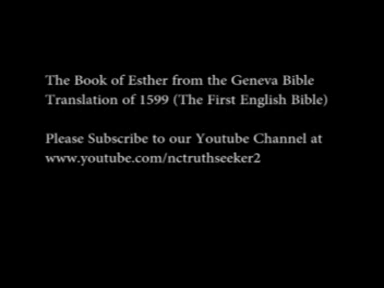 The Book of Esther from the Geneva Bible
Translation of 1599 (The First English Bible)
Please Subscribe to our Youtube Channel at
www.youtube.com/nctruthseeker2